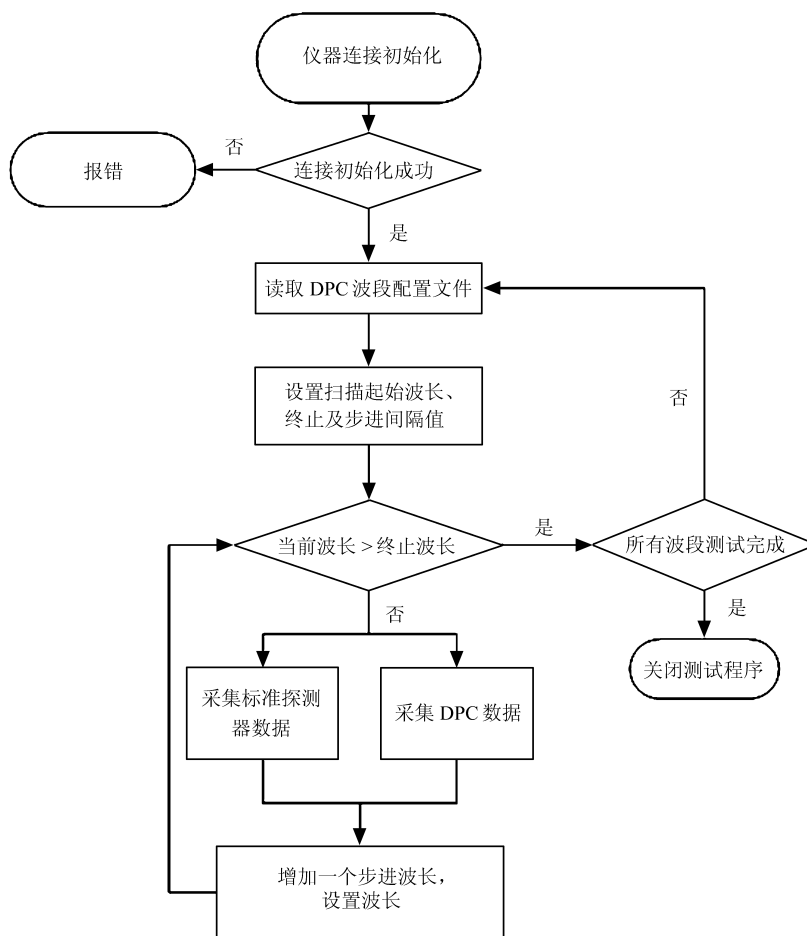 仪器连接初始化
否
报错
连接初始化成功
是
读取 DPC 波段配置文件
设置扫描起始波长、
终止及步进间隔值
否
当前波长 > 终止波长
是
所有波段测试完成
否
是
采集标准探测
器数据
采集 DPC 数据
关闭测试程序
增加一个步进波长，
设置波长